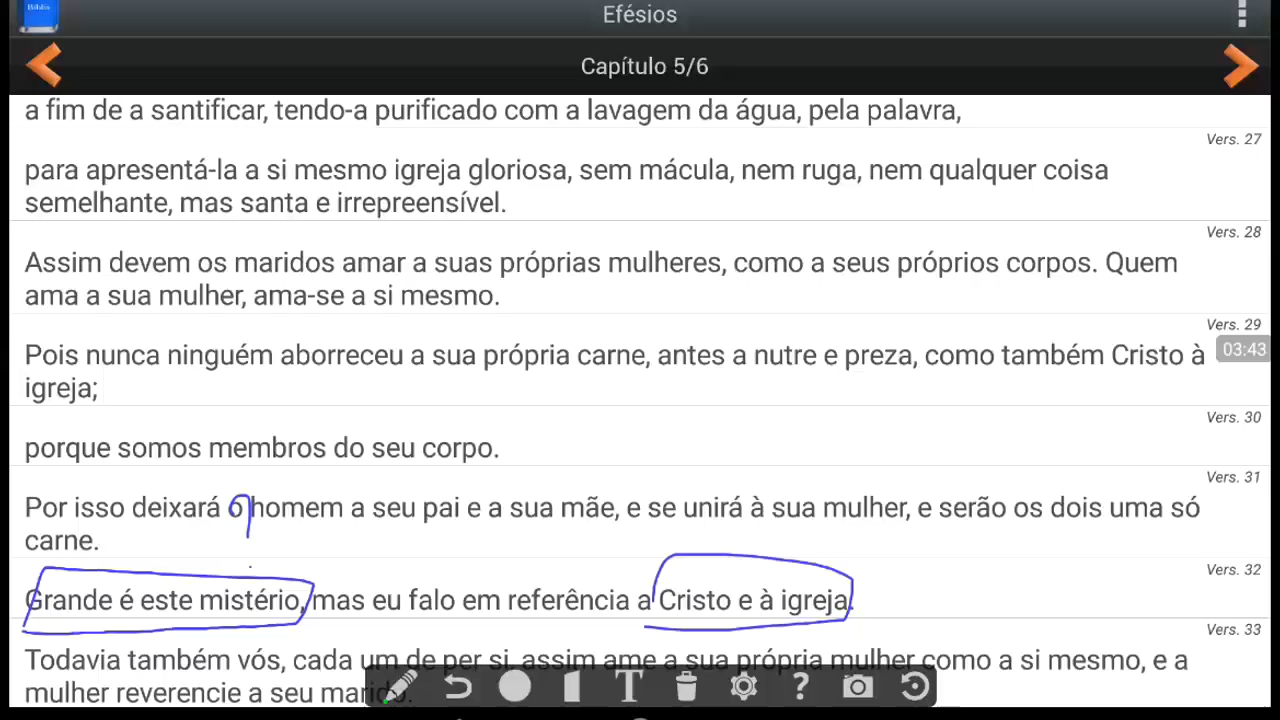 Bíblia
Efésios
Capítulo 5/6
a fim de a santificar, tendo-a purificado com a lavagem da água, pela palavra,
Vers. 27
para apresentá-la a si mesmo igreja gloriosa, sem mácula, nem ruga, nem qualquer coisa
semelhante, mas santa e irrepreensível.
Vers. 28
Assim devem os maridos amar a suas próprias mulheres, como a seus próprios corpos. Quem
ama a sua mulher, ama-se a si mesmo.
Vers. 29
Pois nunca ninguém aborreceu a sua própria carne, antes a nutre e preza, como também Cristo à
03:43
igreja;
Vers. 30
porque somos membros do seu corpo.
Vers. 31
Por isso deixará o homem a seu pai e a sua mãe, e se unirá à sua mulher, e serão os dois uma só
carne.
Vers. 32
Grande é este mistério, mas eu falo em referência a Cristo e à igreja.
Vers. 33
Todavia também vós, cada um de per si, assim ame a sua própria mulher como a si mesmo, e a
mulher reverencie a seu marido.
T ?